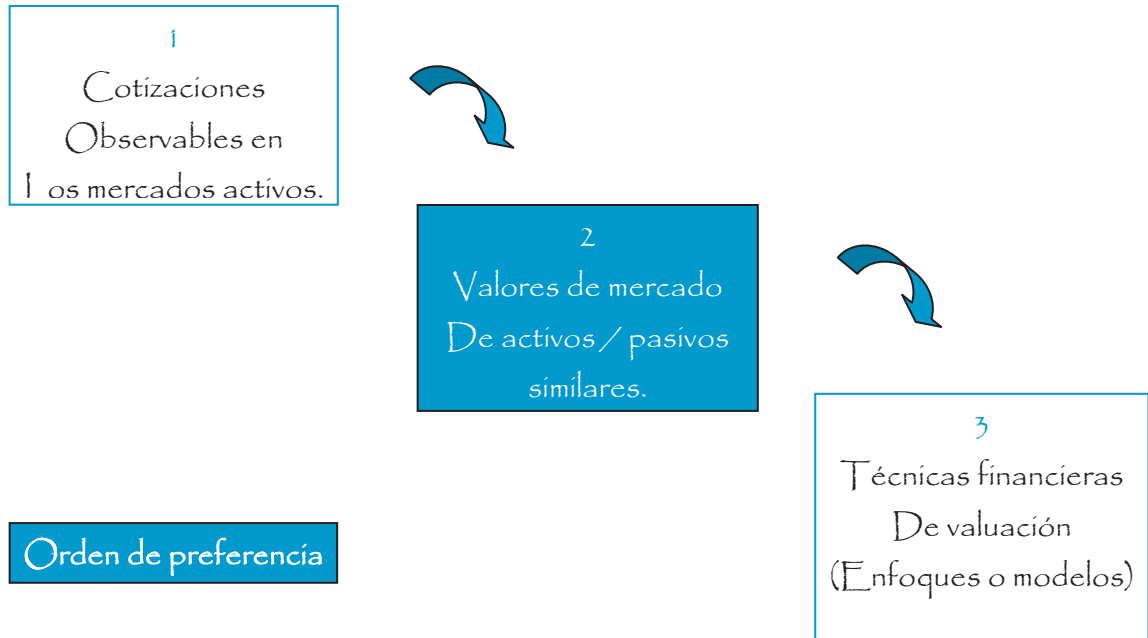 1
Cotizaciones
Observables en
l os mercados activos.
2
Valores de mercado
De activos / pasivos
similares.
3
Técnicas financieras
De valuación
(Enfoques o modelos)
Orden de preferencia